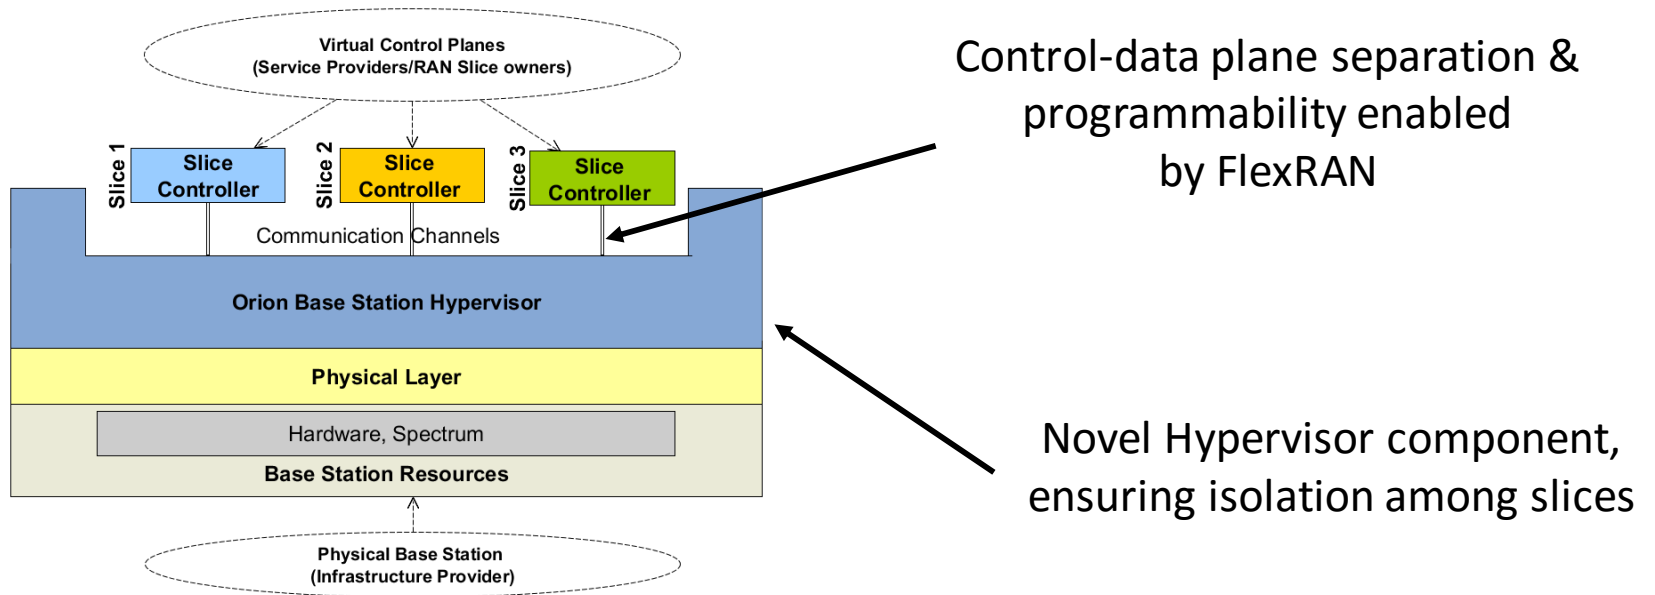 Virtual Control Planes
(Service Providers/RAN Slice owners)
Control-data plane separation &
programmability enabled
by FlexRAN
Slice 1
Slice
Controller
Slice 2
Slice
Controller
Slice 3
Slice
Controller
Communication Channels
Orion Base Station Hypervisor
Physical Layer
Hardware, Spectrum
Base Station Resources
Novel Hypervisor component,
ensuring isolation among slices
Physical Base Station
(Infrastructure Provider)